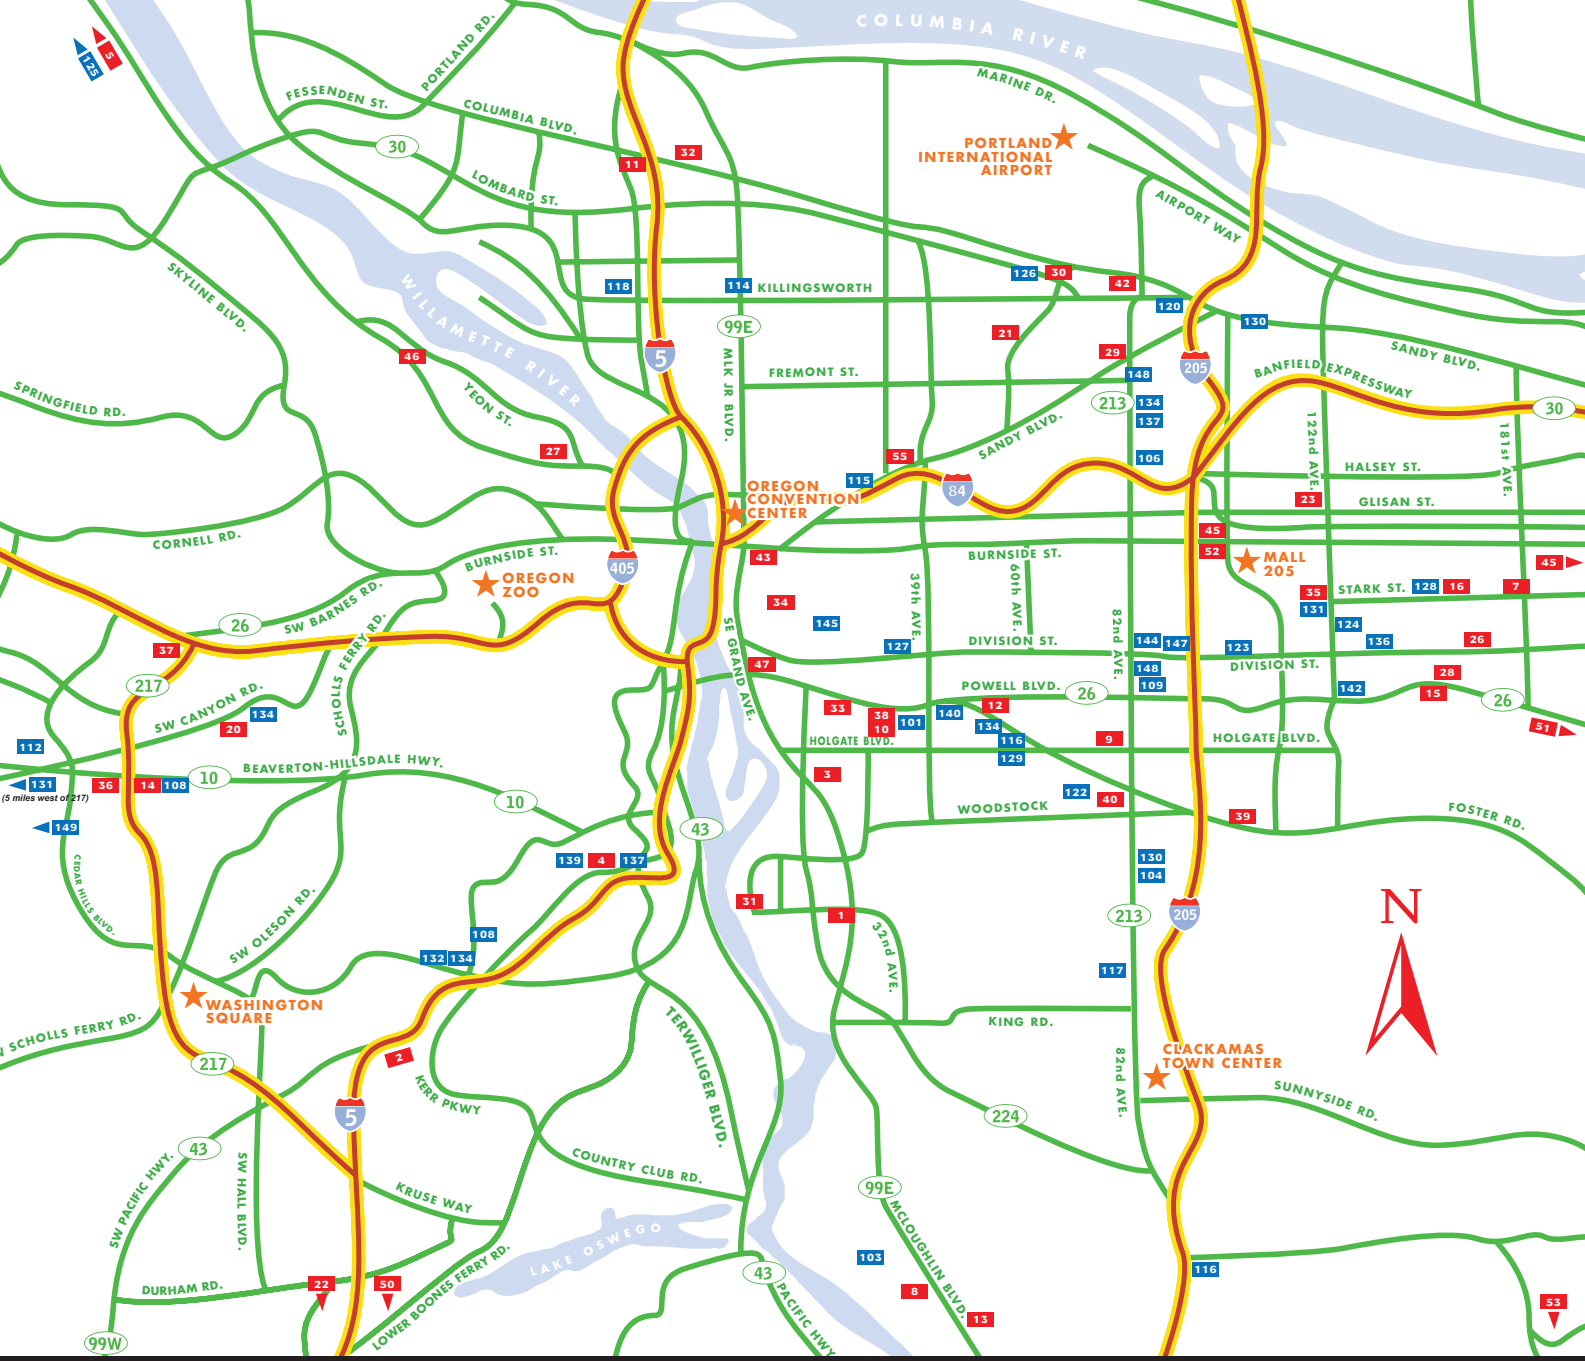 COLUMBIA RIVER
PORTLAND RD.
5
125
FESSENDEN ST.
COLUMBIA BLVD.
MARINE DR.
30
32
11
PORTLAND
INTERNATIONAL
AIRPORT
LOMBARD ST.
AIRPORT WAY
SKYLINE BLVD.
WILLAMETTE RIVER
118
114
KILLINGSWORTH
126
30
42
120
130
99E
21
5
46
MLK JR BLVD.
FREMONT ST.
29
148
205
SANDY BLVD.
BANFIELD EXPRESSWAY
SPRINGFIELD RD.
YEON ST.
213
134
137
30
SANDY BLVD.
122nd AVE.
181st AVE.
27
55
106
HALSEY ST.
115
84
OREGON
CONVENTION
CENTER
23
GLISAN ST.
CORNELL RD.
BURNSIDE ST.
45
52
43
BURNSIDE ST.
MALL
205
45
405
OREGON
ZOO
39th AVE.
60th AVE.
82nd AVE.
35
STARK ST.
128
16
7
131
SW BARNES RD.
26
34
145
124
SE GRAND AVE.
127
DIVISION ST.
144
147
123
136
26
37
SCHOLLS FERRY RD.
47
148
DIVISION ST.
28
217
109
POWELL BLVD.
26
142
15
26
SW CANYON RD.
134
20
33
38
10
101
140
12
134
51
112
HOLGATE BLVD.
116
129
9
HOLGATE BLVD.
BEAVERTON-HILLSDALE HWY.
131
(5 miles west of 217)
36
14
108
10
3
10
122
40
WOODSTOCK
39
FOSTER RD.
149
43
CEDAR HILLS BLVD.
139
4
137
130
104
SW OLESON RD.
31
1
213
205
N
108
32nd AVE.
132
134
117
WASHINGTON
SQUARE
SW SCHOLLS FERRY RD.
TERWILLIGER BLVD.
KING RD.
217
2
CLACKAMAS
TOWN CENTER
KERR PKWY
82nd AVE.
SUNNYSIDE RD.
5
224
43
SW PACIFIC HWY.
SW HALL BLVD.
COUNTRY CLUB RD.
KRUSE WAY
99E
MCLOUGHLIN BLVD.
LAKE OSWEGO
103
116
DURHAM RD.
22
50
LOWER BOONES FERRY RD.
43
PACIFIC HWY
8
13
53
99W